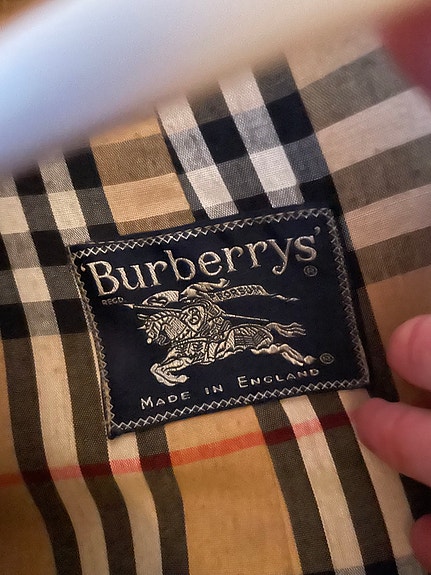 Burberrys'
®
REGD
PRORSUM
®
MADE IN ENGLAND